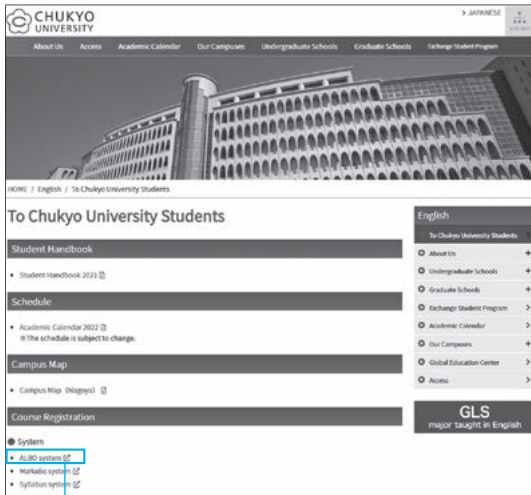 CHUKYO
UNIVERSITY
> JAPANESE
About Us Access Academic Calendar Our Campuses Undergraduate Schools Graduate Schools Exchange Student Program
HOME / English / To Chukyo University Students
To Chukyo University Students
Student Handbook
Student Handbook 2021
Schedule
Academic Calendar 2022
※The schedule is subject to change.
Campus Map
Campus Map (Nagoya)
Course Registration
● System
ALBO system
MaNaBo system
Syllabus system
English
To Chukyo University Students
About Us +
Undergraduate Schools +
Graduate Schools +
Exchange Student Program >
Academic Calendar >
Our Campuses +
Global Education Center >
Access >
GLS
major taught in English